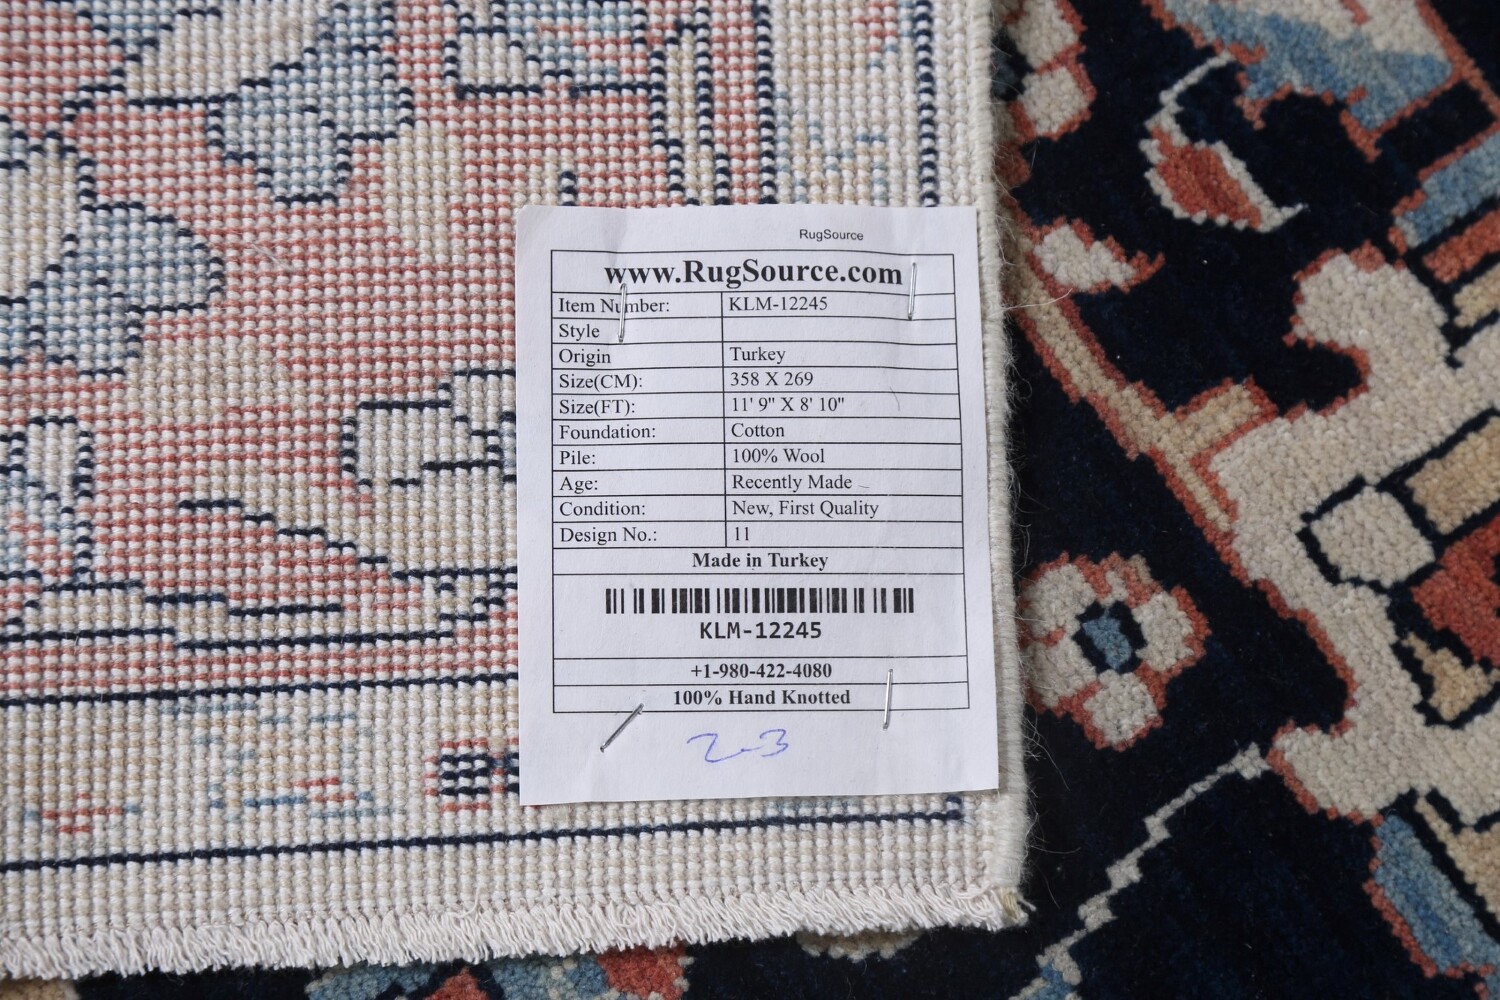 RugSource
www.RugSource.com
Item Number: KLM-12245
Style
Origin Turkey
Size(CM): 358 X 269
Size(FT): 11' 9" X 8' 10"
Foundation: Cotton
Pile: 100% Wool
Age: Recently Made
Condition: New, First Quality
Design No.: 11
Made in Turkey
KLM-12245
+1-980-422-4080
100% Hand Knotted
2-3